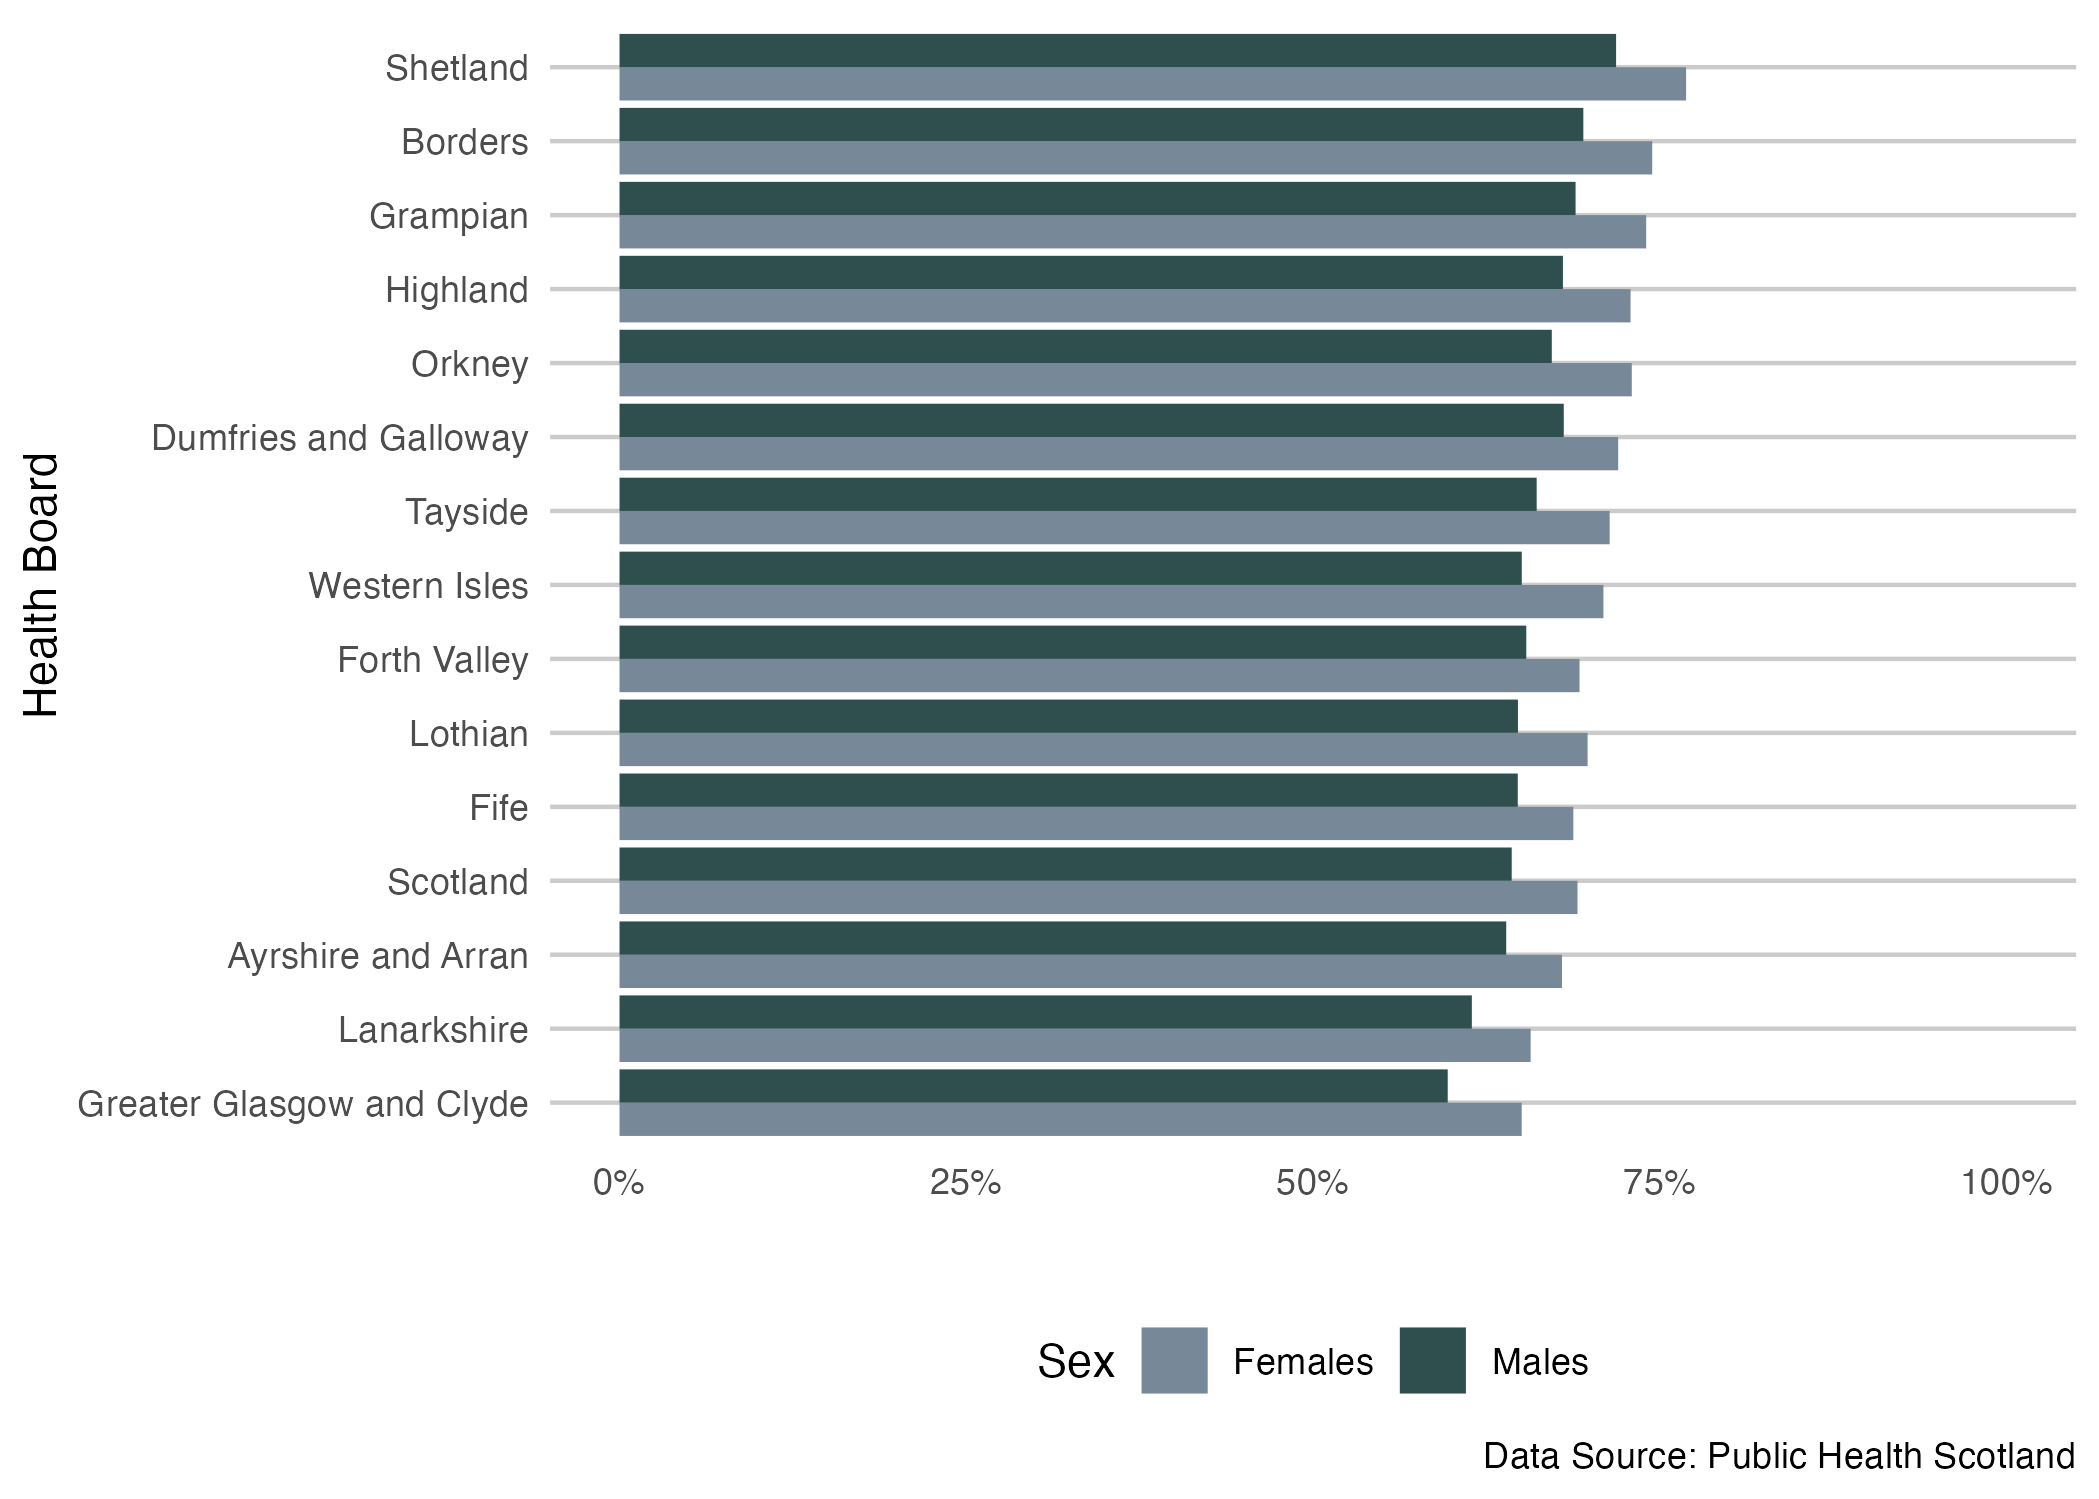 Health Board
Shetland
Borders
Grampian
Highland
Orkney
Dumfries and Galloway
Tayside
Western Isles
Forth Valley
Lothian
Fife
Scotland
Ayrshire and Arran
Lanarkshire
Greater Glasgow and Clyde
0% 25% 50% 75% 100%
Sex Females Males
Data Source: Public Health Scotland